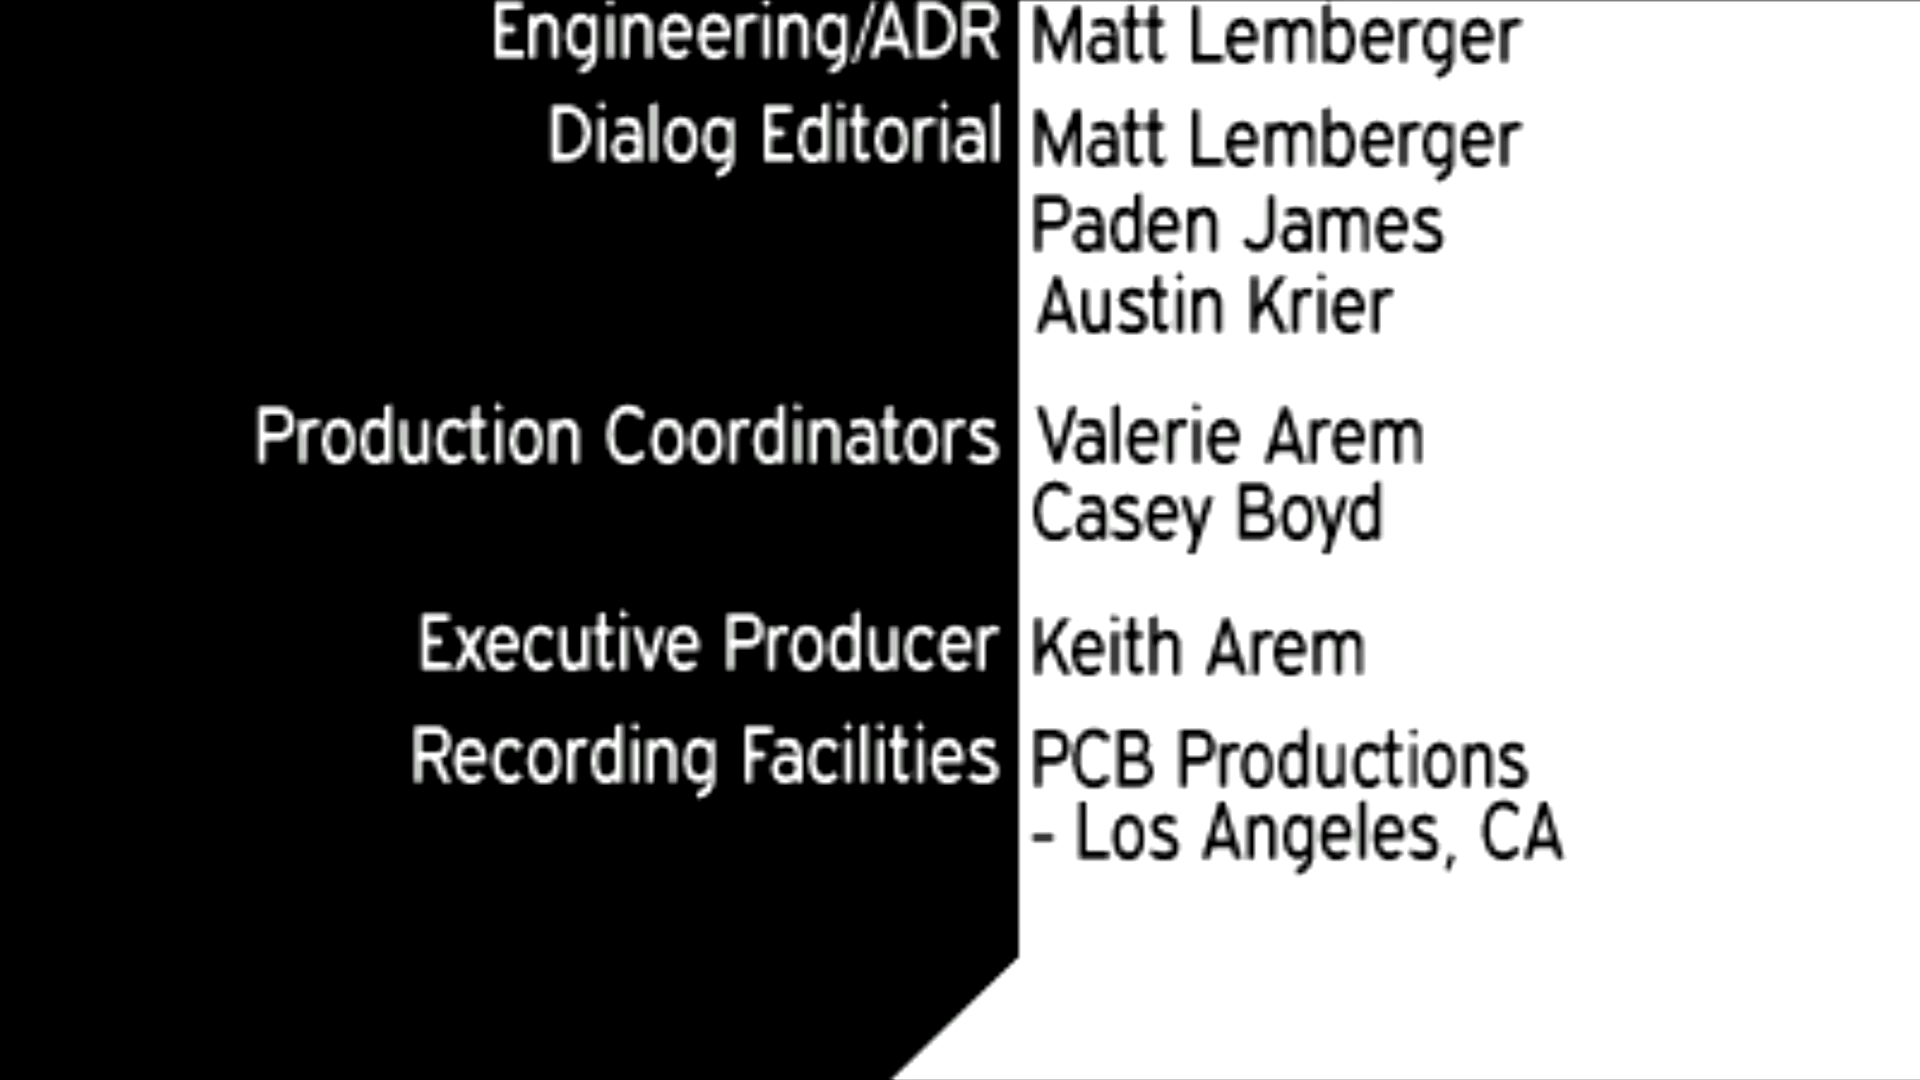 Engineering/ADR Matt Lemberger
Dialog Editorial Matt Lemberger
Paden James
Austin Krier
Production Coordinators Valerie Arem
Casey Boyd
Executive Producer Keith Arem
Recording Facilities PCB Productions
- Los Angeles, CA